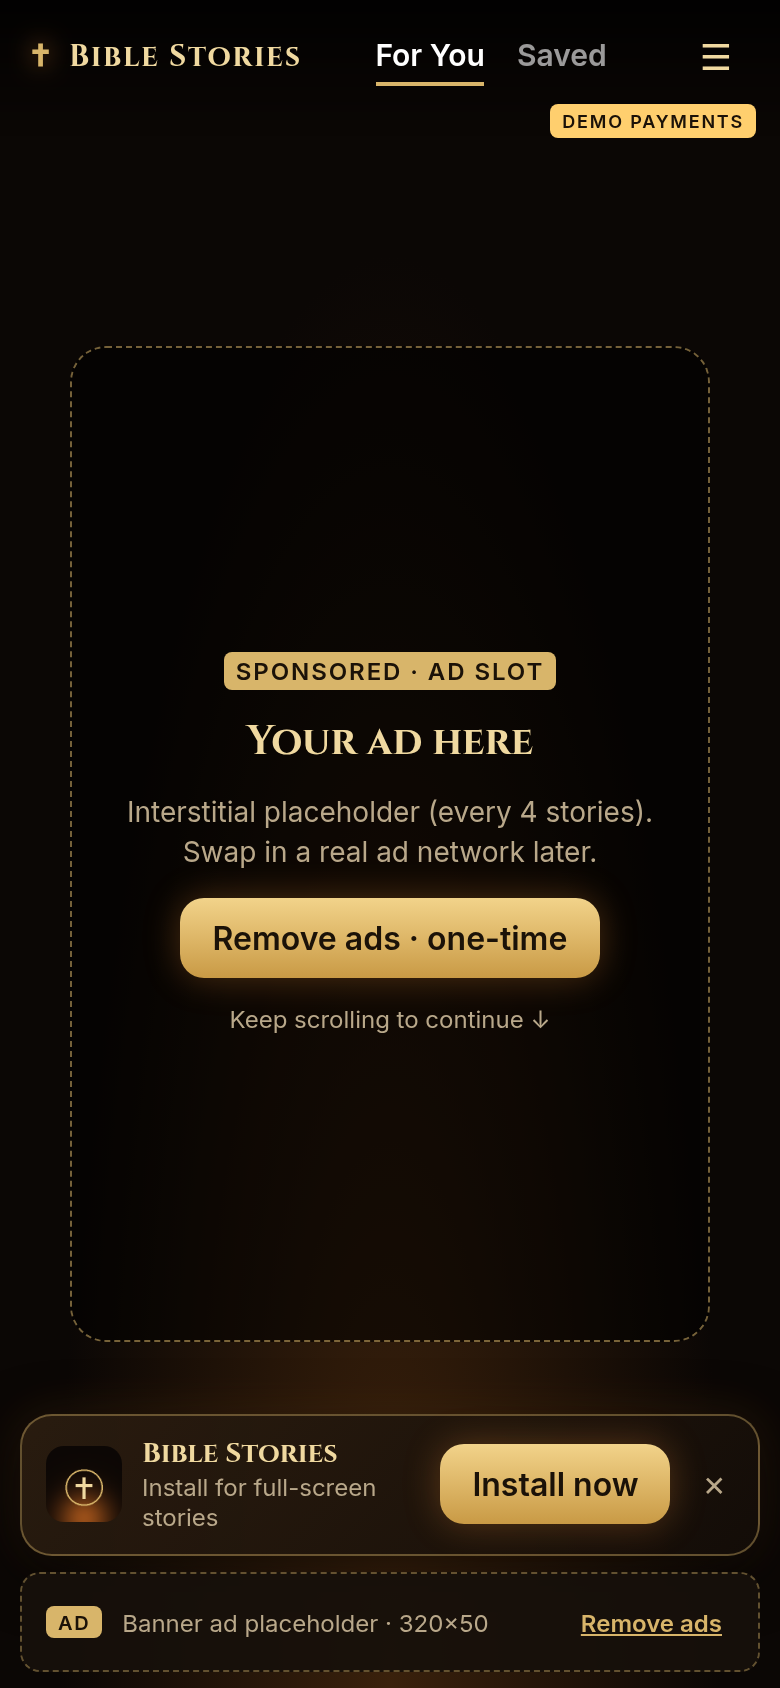 ✝ Bible Stories For You Saved ☰
DEMO PAYMENTS
SPONSORED · AD SLOT
Your ad here
Interstitial placeholder (every 4 stories).
Swap in a real ad network later.
Remove ads · one-time
Keep scrolling to continue ↓
Bible Stories
Install for full-screen
stories
Install now ✕
AD Banner ad placeholder · 320×50 Remove ads